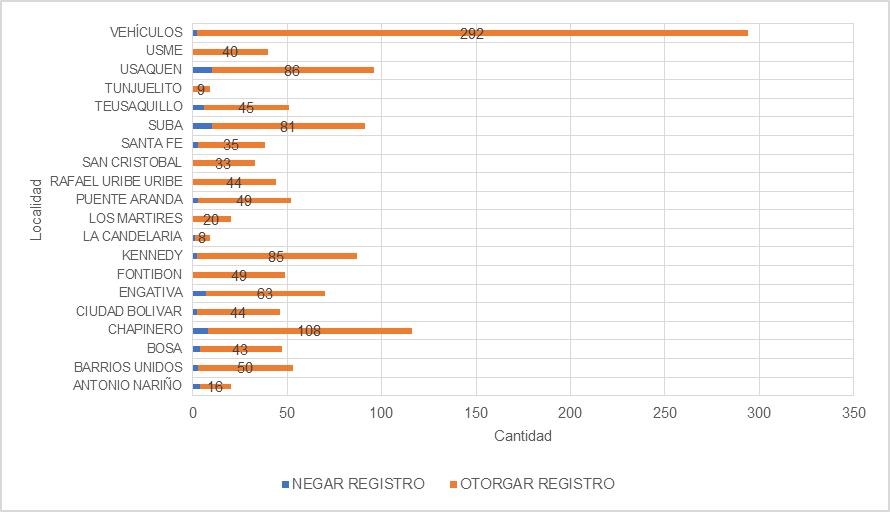 VEHÍCULOS 292
USME 40
USAQUEN 86
TUNJUELITO 9
TEUSAQUILLO 45
SUBA 81
SANTA FE 35
SAN CRISTOBAL 33
RAFAEL URIBE URIBE 44
PUENTE ARANDA 49
LOS MARTIRES 20
LA CANDELARIA 8
KENNEDY 85
FONTIBON 49
ENGATIVA 63
CIUDAD BOLIVAR 44
CHAPINERO 108
BOSA 43
BARRIOS UNIDOS 50
ANTONIO NARIÑO 16
Localidad
0 50 100 150 200 250 300 350
Cantidad
NEGAR REGISTRO OTORGAR REGISTRO